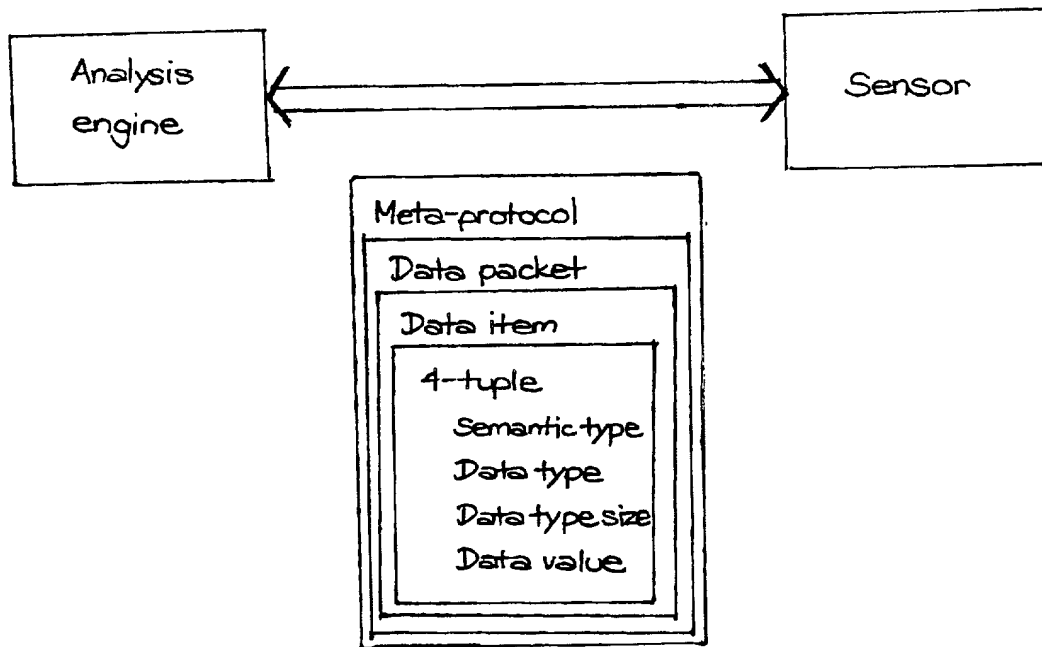 Analysis
engine
Sensor
Meta-protocol
Data packet
Data item
4-tuple
Semantic type
Data type
Data type size
Data value